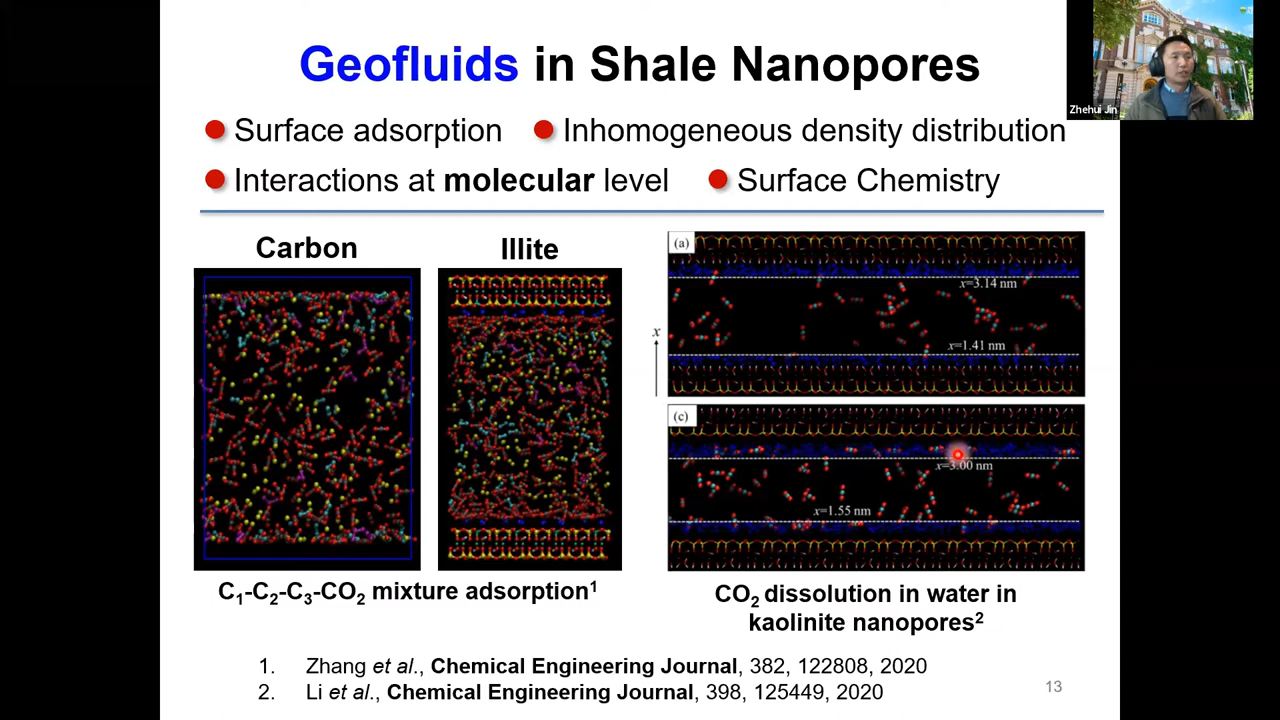 Geofluids in Shale Nanopores
Zhehui Jin
Surface adsorption
Inhomogeneous density distribution
Interactions at molecular level
Surface Chemistry
Carbon
Illite
(a)
x=3.14 nm
x
x=1.41 nm
(c)
x=3.00 nm
x=1.55 nm
C₁-C₂-C₃-CO₂ mixture adsorption¹
CO₂ dissolution in water in
kaolinite nanopores²
1. Zhang et al., Chemical Engineering Journal, 382, 122808, 2020
2. Li et al., Chemical Engineering Journal, 398, 125449, 2020
13